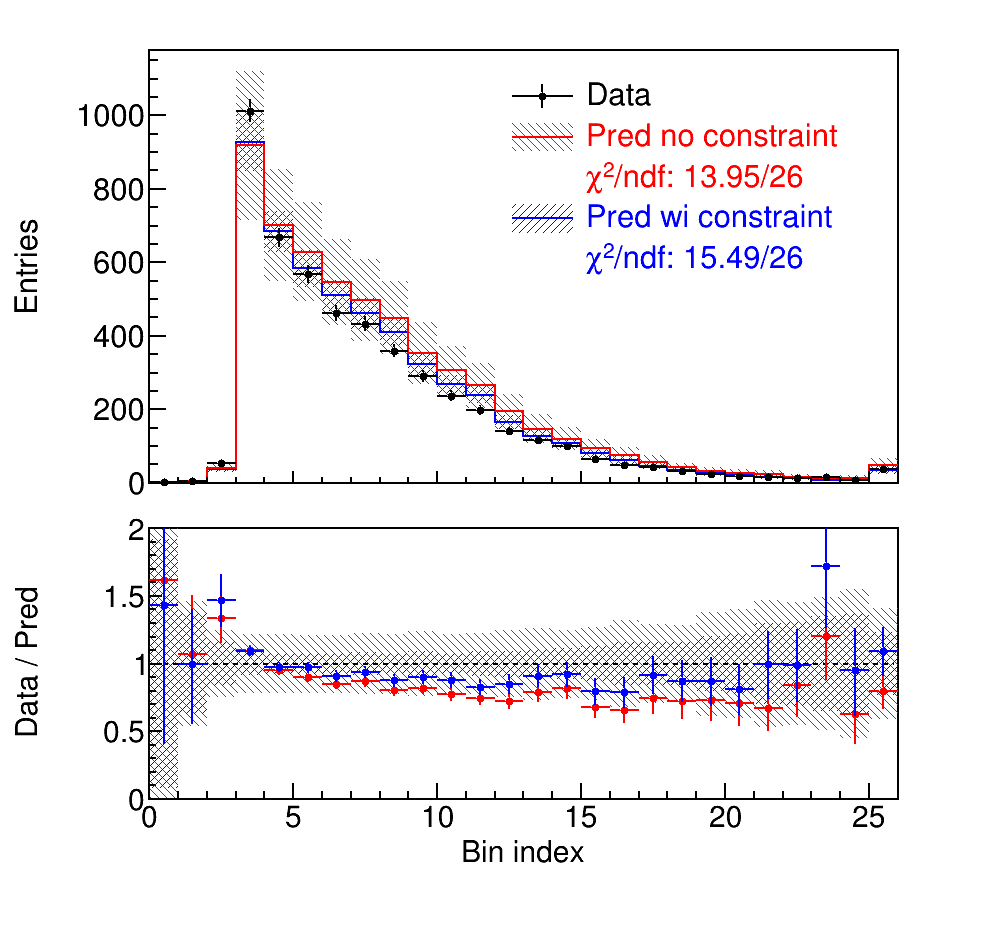 Entries
1000
800
600
400
200
0
Data
Pred no constraint
χ²/ndf: 13.95/26
Pred wi constraint
χ²/ndf: 15.49/26
Data / Pred
2
1.5
1
0.5
0
0 5 10 15 20 25
Bin index